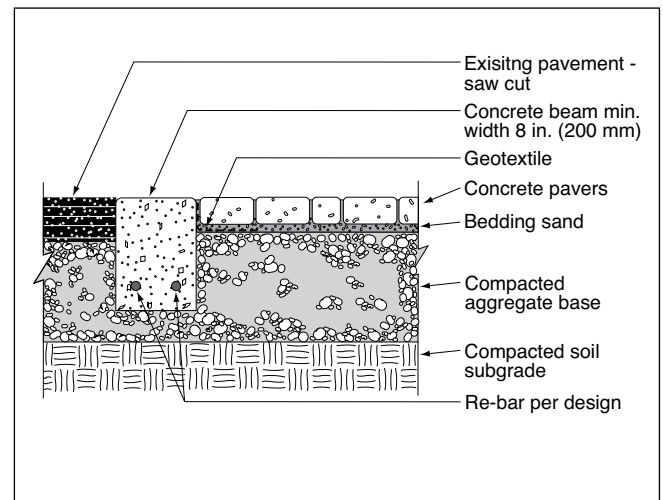 Exisitng pavement -
saw cut
Concrete beam min.
width 8 in. (200 mm)
Geotextile
Concrete pavers
Bedding sand
Compacted
aggregate base
Compacted soil
subgrade
Re-bar per design